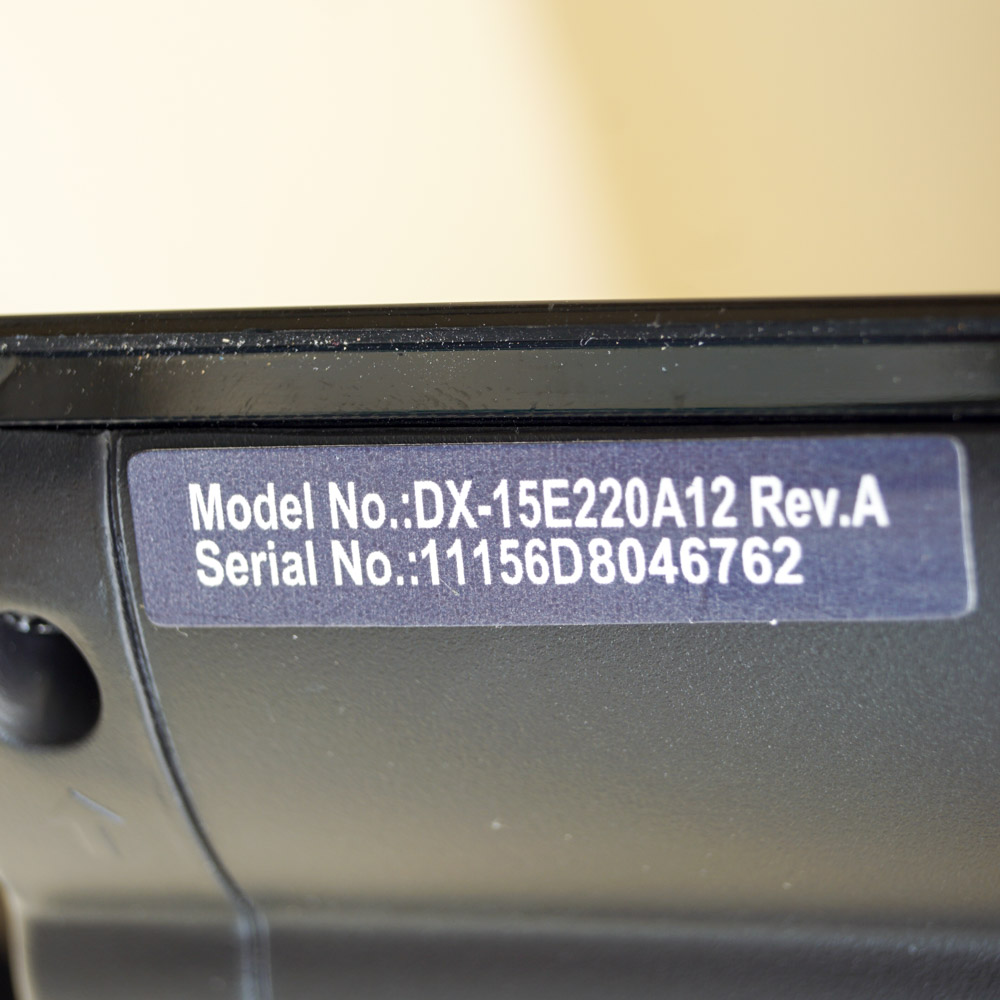 Model No.:DX-15E220A12 Rev.A
Serial No.:11156D8046762